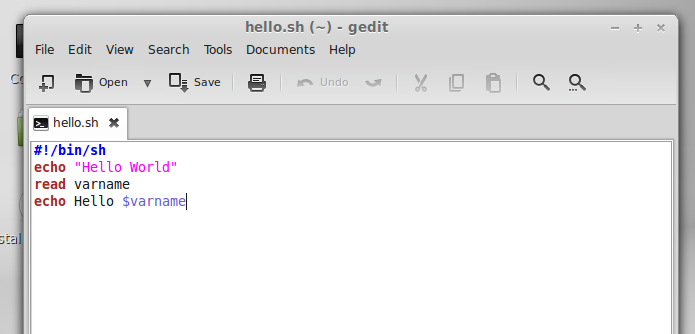 hello.sh (~) - gedit
File Edit View Search Tools Documents Help
Open Save Undo
hello.sh
#!/bin/sh
echo "Hello World"
read varname
echo Hello $varname